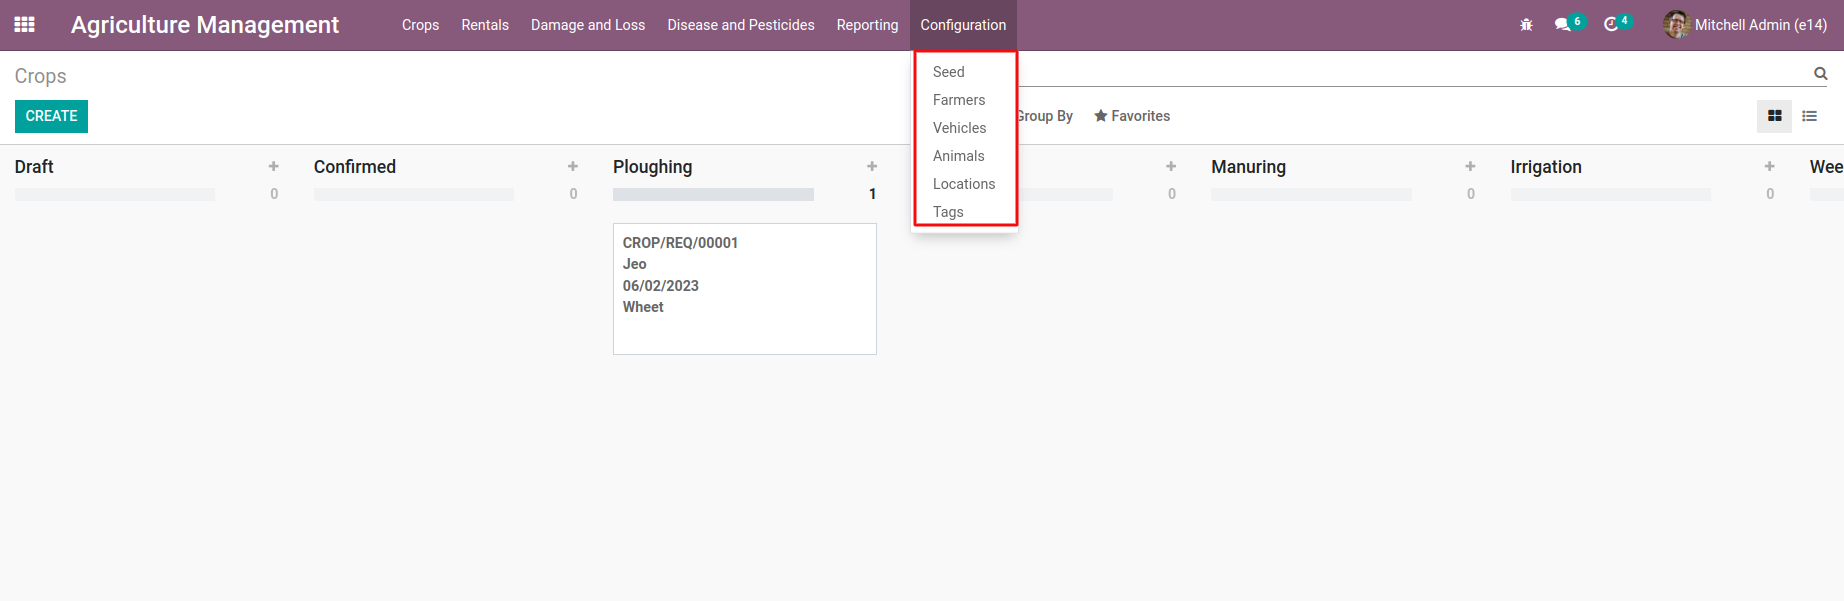 Agriculture Management Crops Rentals Damage and Loss Disease and Pesticides Reporting Configuration 6 4 Mitchell Admin (e14)
Crops
CREATE
Seed
Farmers
Vehicles
Animals
Locations
Tags
Group By Favorites
Draft Confirmed Ploughing Manuring Irrigation Wee
0 0 1 0 0 0
CROP/REQ/00001
Jeo
06/02/2023
Wheet